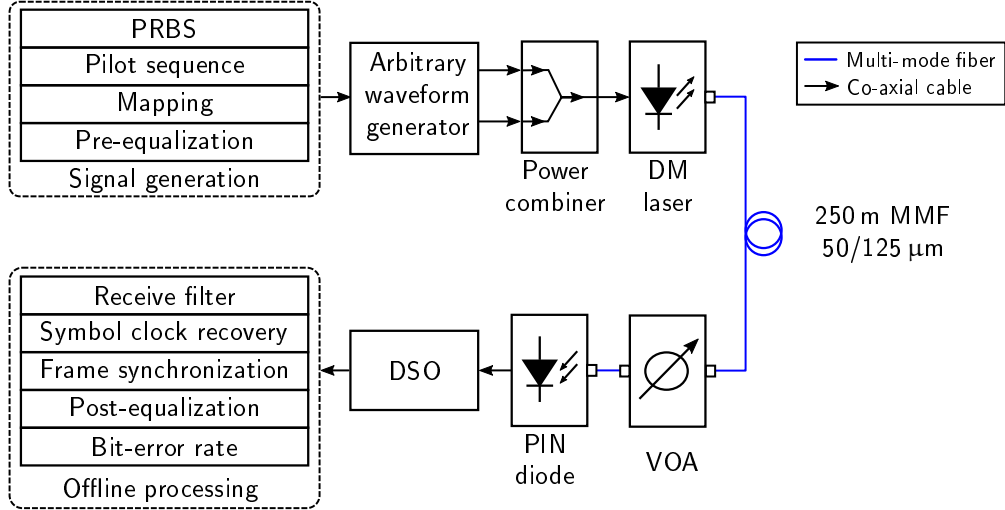 PRBS
Pilot sequence
Mapping
Pre-equalization
Signal generation
Arbitrary
waveform
generator
Power
combiner
DM
laser
Multi-mode fiber
Co-axial cable
250 m MMF
50/125 µm
Receive filter
Symbol clock recovery
Frame synchronization
Post-equalization
Bit-error rate
Offline processing
DSO
PIN
diode
VOA